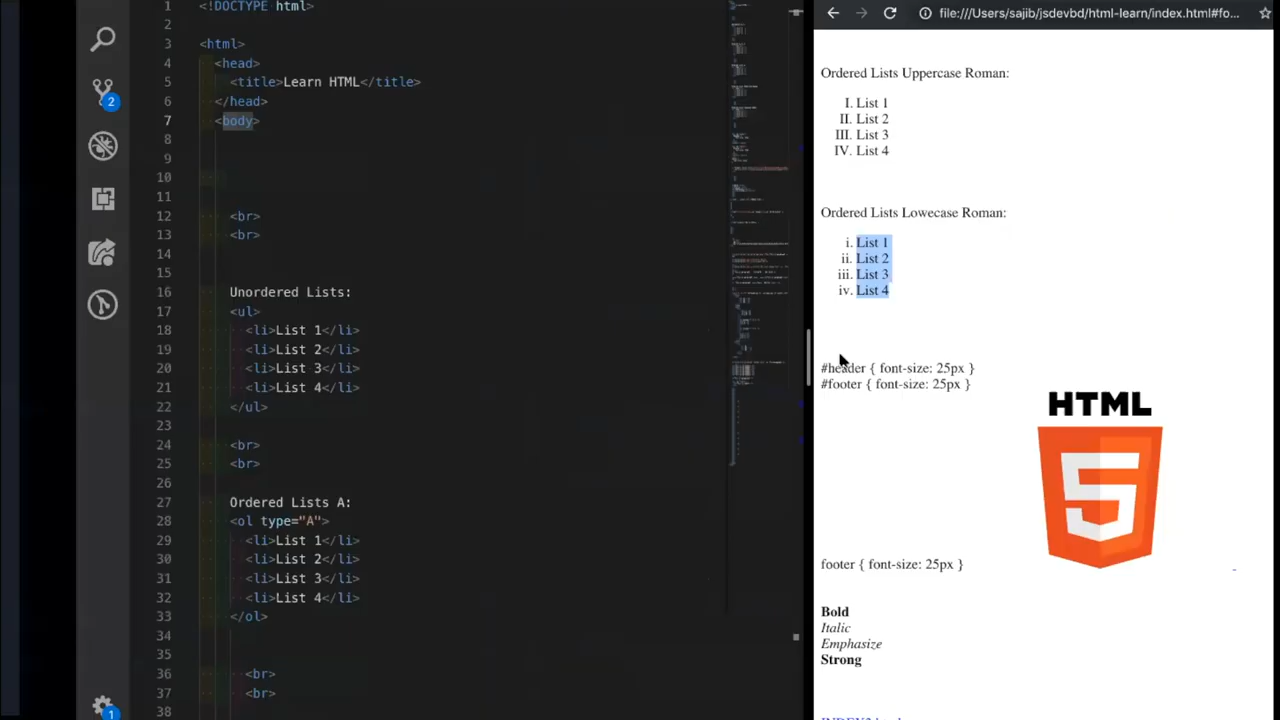 1 <!DOCTYPE html>
2
3 <html>
4 <head>
5 <title>Learn HTML</title>
6 </head>
7 <body>
8
9
10
11
12 <br>
13 <br>
14
15
16 Unordered Lists:
17 <ul>
18 <li>List 1</li>
19 <li>List 2</li>
20 <li>List 3</li>
21 <li>List 4</li>
22 </ul>
23
24 <br>
25 <br>
26
27 Ordered Lists A:
28 <ol type="A">
29 <li>List 1</li>
30 <li>List 2</li>
31 <li>List 3</li>
32 <li>List 4</li>
33 </ol>
34
35
36 <br>
37 <br>
38
2
1
file:///Users/sajib/jsdevbd/html-learn/index.html#fo...
Ordered Lists Uppercase Roman:
I. List 1
II. List 2
III. List 3
IV. List 4
Ordered Lists Lowecase Roman:
i. List 1
ii. List 2
iii. List 3
iv. List 4
#header { font-size: 25px }
#footer { font-size: 25px }
HTML
5
footer { font-size: 25px }
Bold
Italic
Emphasize
Strong